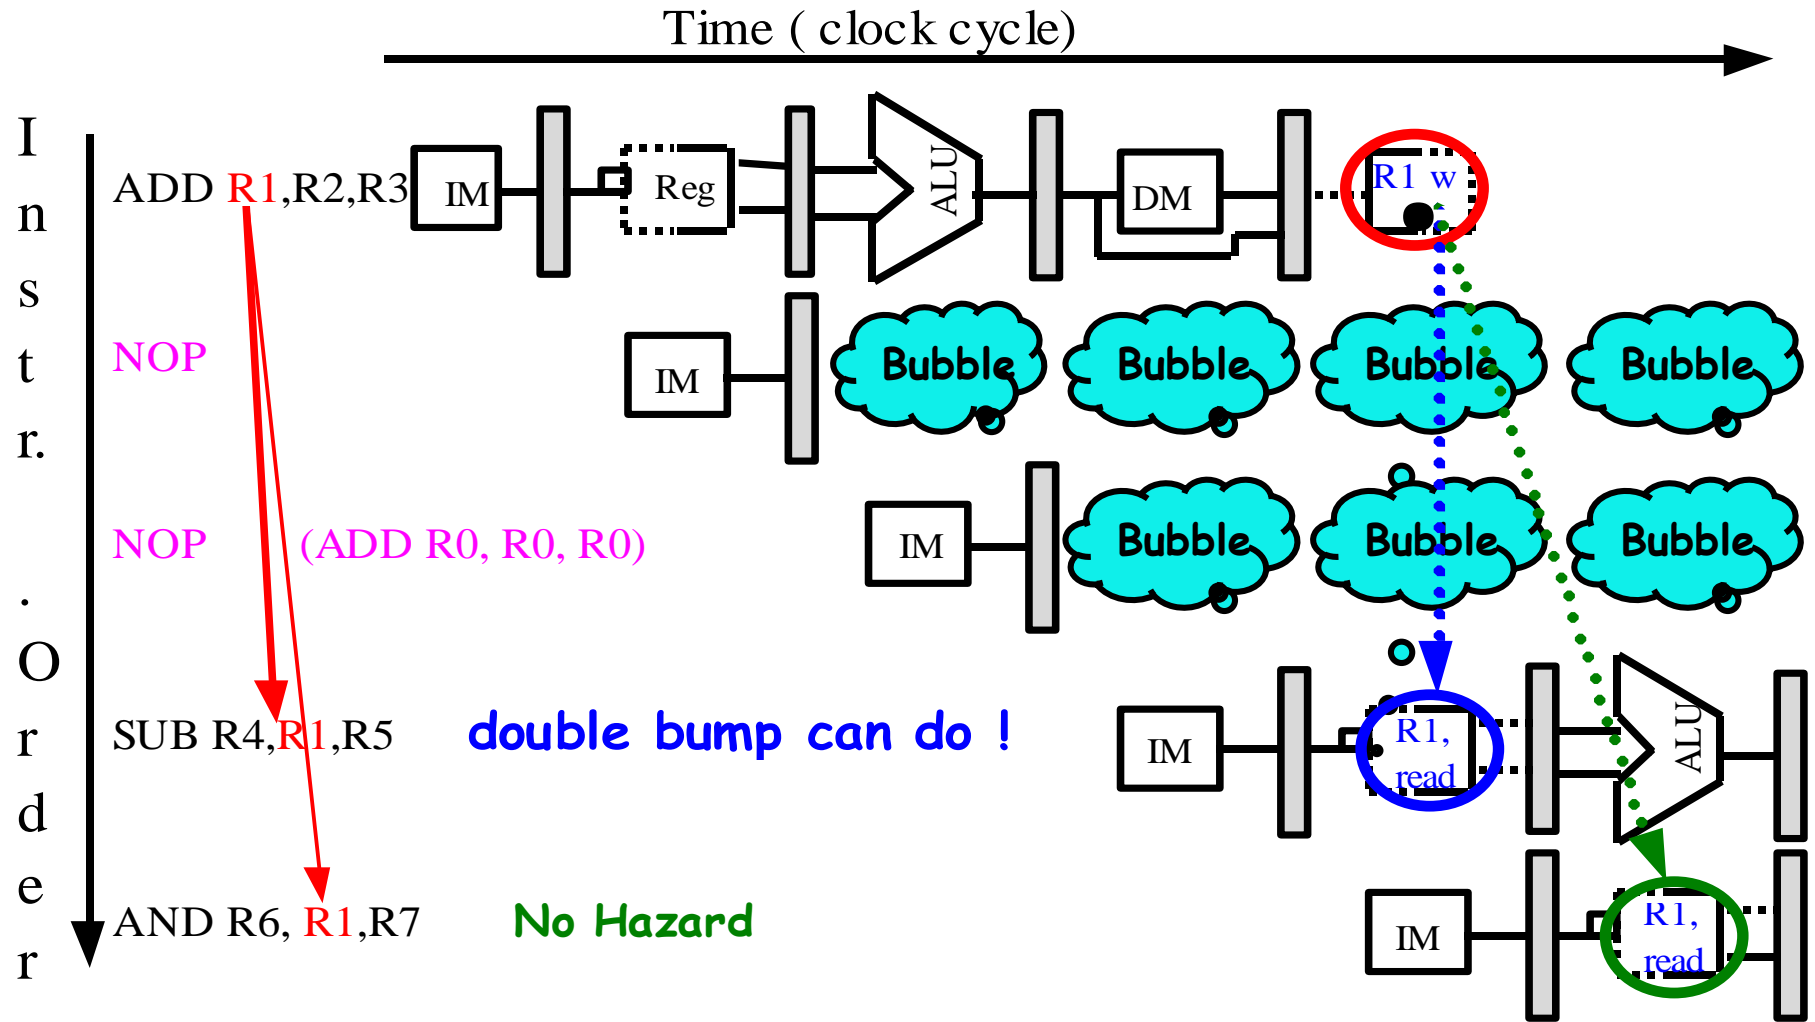 Time ( clock cycle)
Instr. Order
ADD R1,R2,R3
IM
Reg
ALU
DM
R1 w
NOP
IM
Bubble
Bubble
Bubble
Bubble
NOP (ADD R0, R0, R0)
IM
Bubble
Bubble
Bubble
SUB R4,R1,R5
double bump can do !
IM
R1,
read
ALU
AND R6, R1,R7
No Hazard
IM
R1,
read